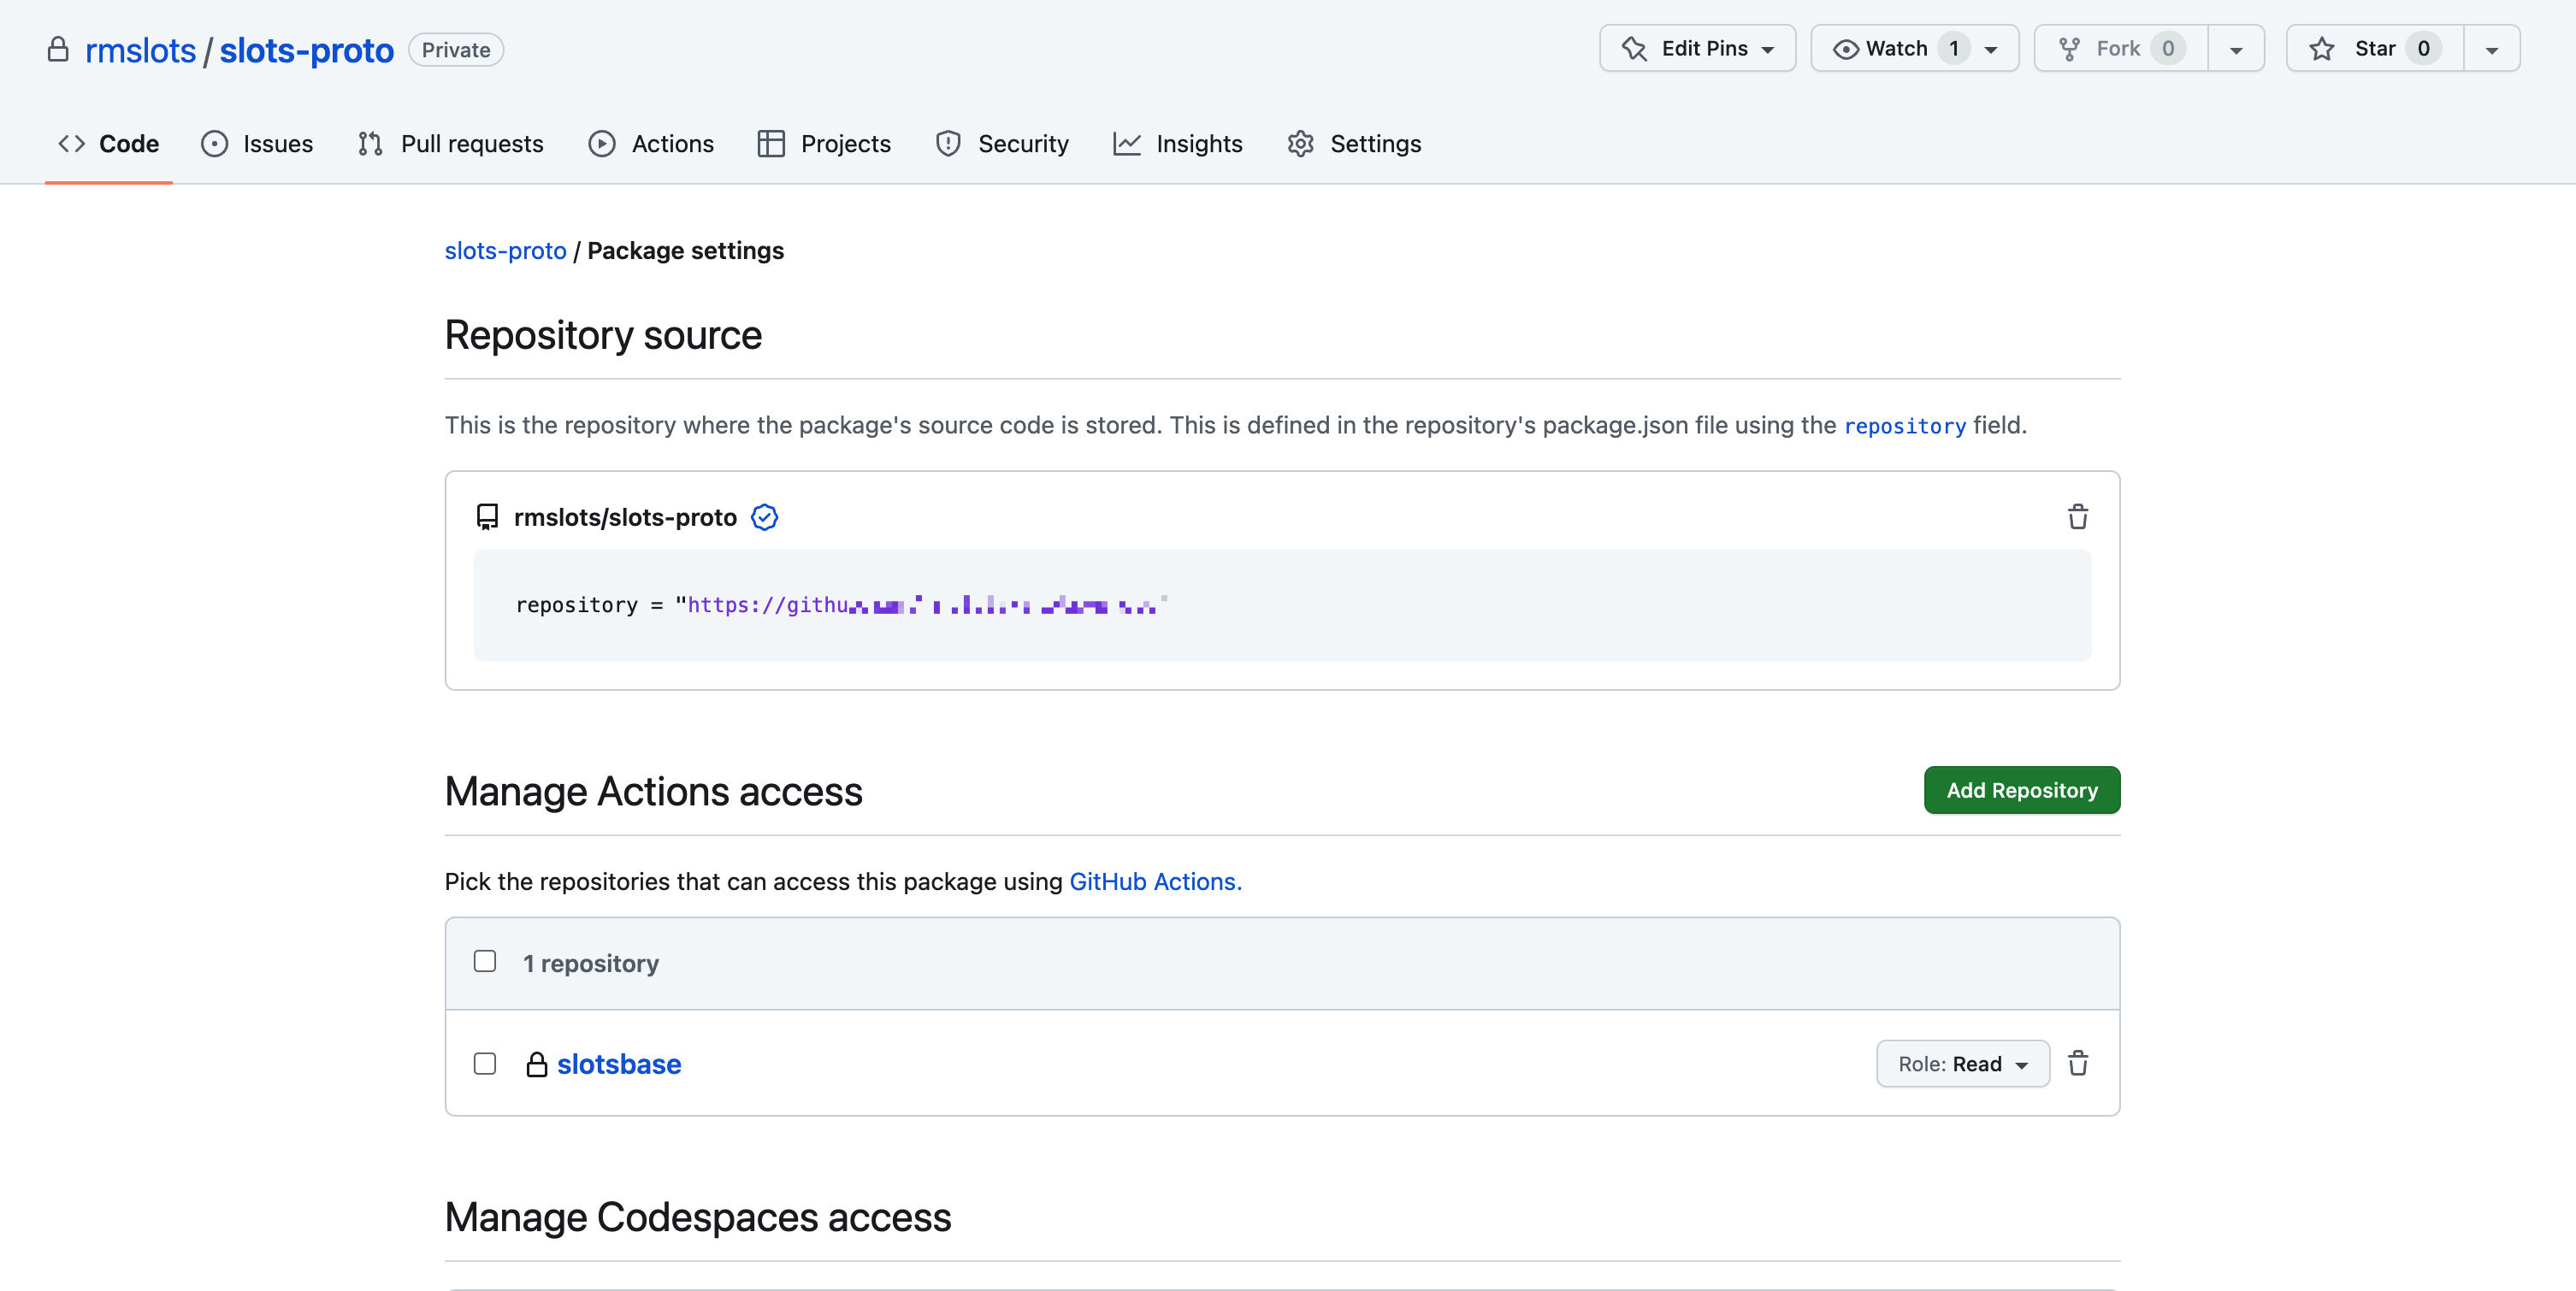 rmslots / slots-proto Private Edit Pins Watch 1 Fork 0 Star 0
Code Issues Pull requests Actions Projects Security Insights Settings
slots-proto / Package settings
Repository source
This is the repository where the package's source code is stored. This is defined in the repository's package.json file using the repository field.
rmslots/slots-proto
repository = "https://githu
Manage Actions access Add Repository
Pick the repositories that can access this package using GitHub Actions.
1 repository
slotsbase Role: Read
Manage Codespaces access